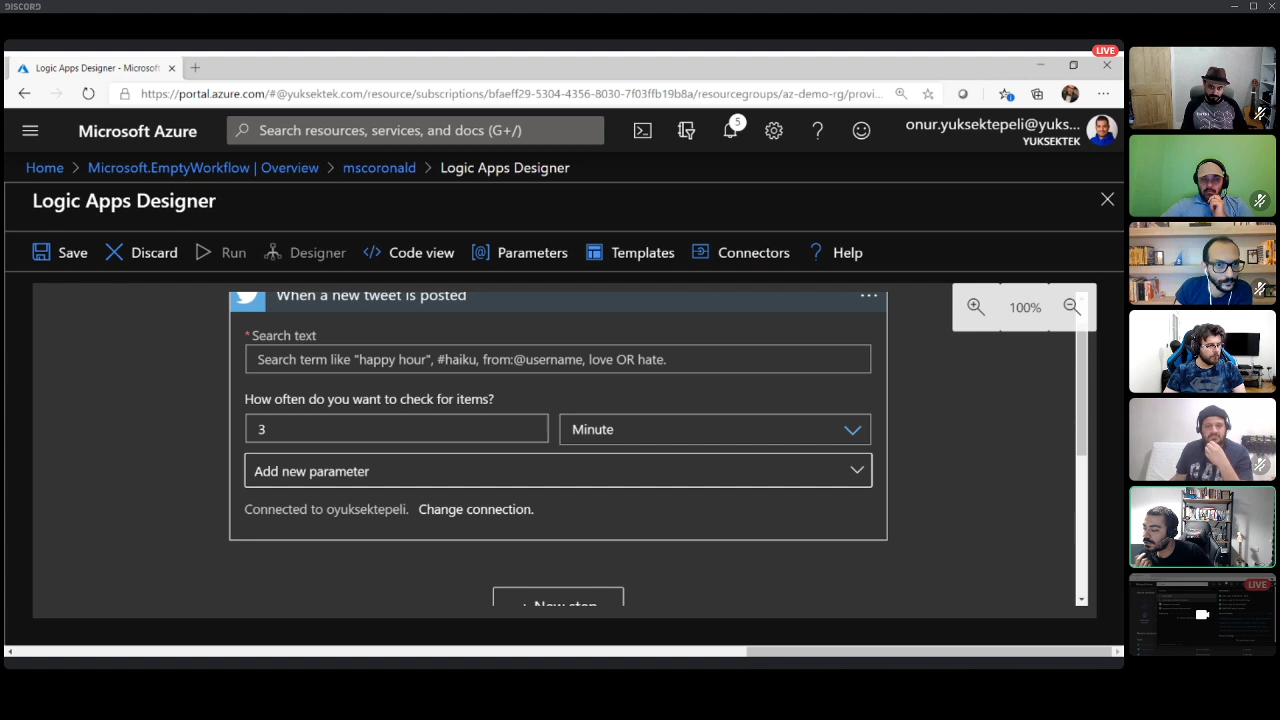 DISCORD
LIVE
Logic Apps Designer - Microsoft
https://portal.azure.com/#@yuksektek.com/resource/subscriptions/bfaeff29-5304-4356-8030-7f03ffb19b8a/resourcegroups/az-demo-rg/provi...
Microsoft Azure
Search resources, services, and docs (G+/)
5
onur.yuksektepeli@yuks...
YUKSEKTEK
Home > Microsoft.EmptyWorkflow | Overview > mscoronald > Logic Apps Designer
Logic Apps Designer
Save Discard Run Designer Code view Parameters Templates Connectors Help
When a new tweet is posted
100%
* Search text
Search term like "happy hour", #haiku, from:@username, love OR hate.
How often do you want to check for items?
3 Minute
Add new parameter
Connected to oyuksektepeli. Change connection.
+ New step
LIVE